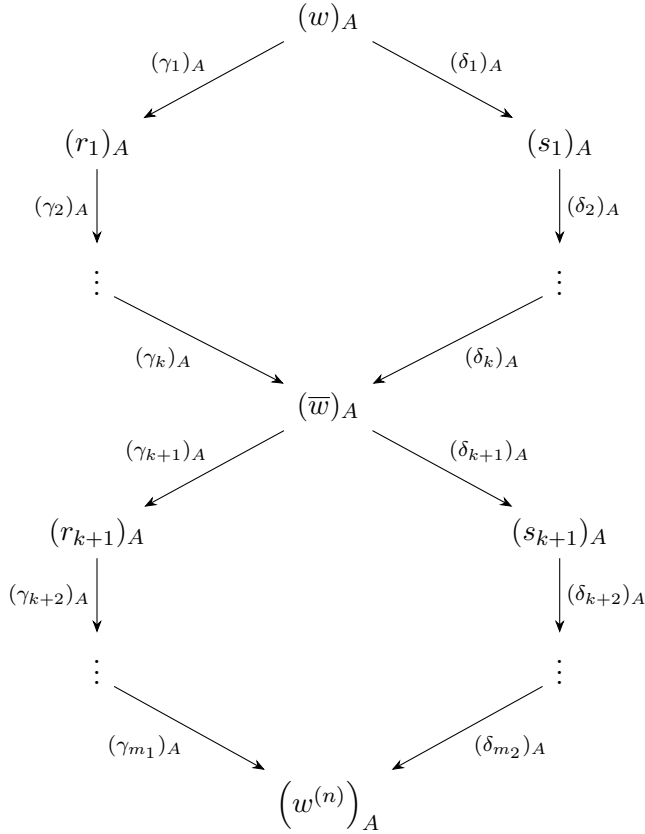 (w)_A
(γ_1)_A (δ_1)_A
(r_1)_A (s_1)_A
(γ_2)_A (δ_2)_A
⋮ ⋮
(γ_k)_A (δ_k)_A
(w̅)_A
(γ_{k+1})_A (δ_{k+1})_A
(r_{k+1})_A (s_{k+1})_A
(γ_{k+2})_A (δ_{k+2})_A
⋮ ⋮
(γ_{m_1})_A (δ_{m_2})_A
(w^{(n)})_A